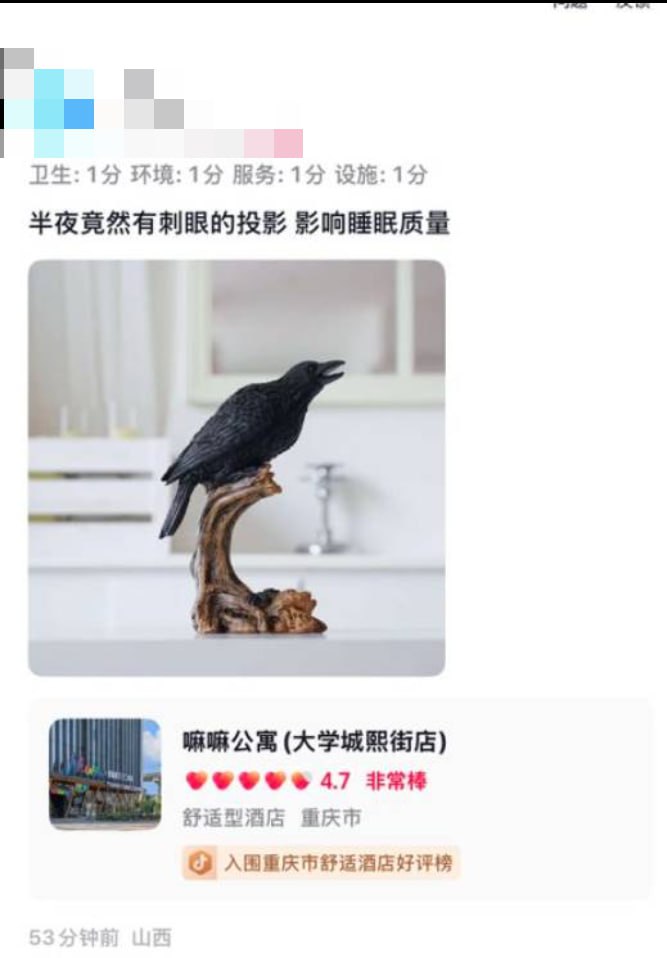 卫生: 1分 环境: 1分 服务: 1分 设施: 1分
半夜竟然有刺眼的投影 影响睡眠质量
嘛嘛公寓(大学城熙街店)
4.7 非常棒
舒适型酒店 重庆市
入围重庆市舒适酒店好评榜
53分钟前 山西